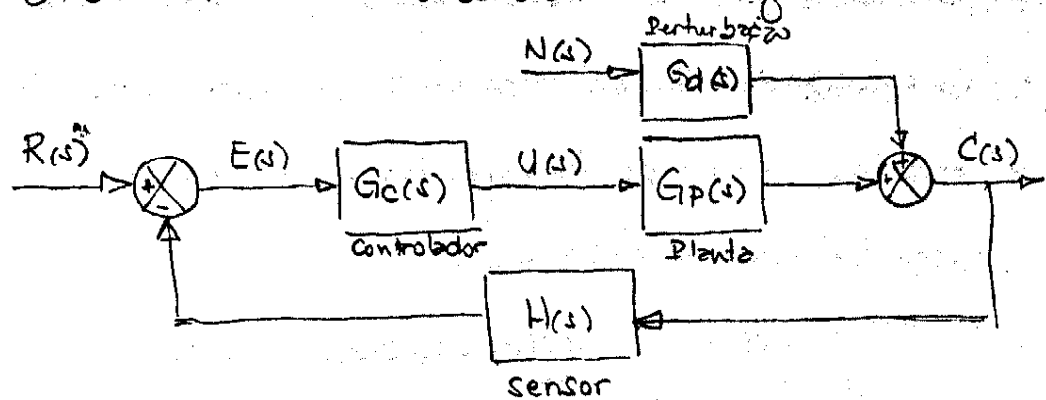 Perturbação
N(s)
Gd(s)
R(s)
E(s)
Gc(s)
U(s)
Gp(s)
C(s)
+
-
+
+
Controlador
Planta
H(s)
sensor